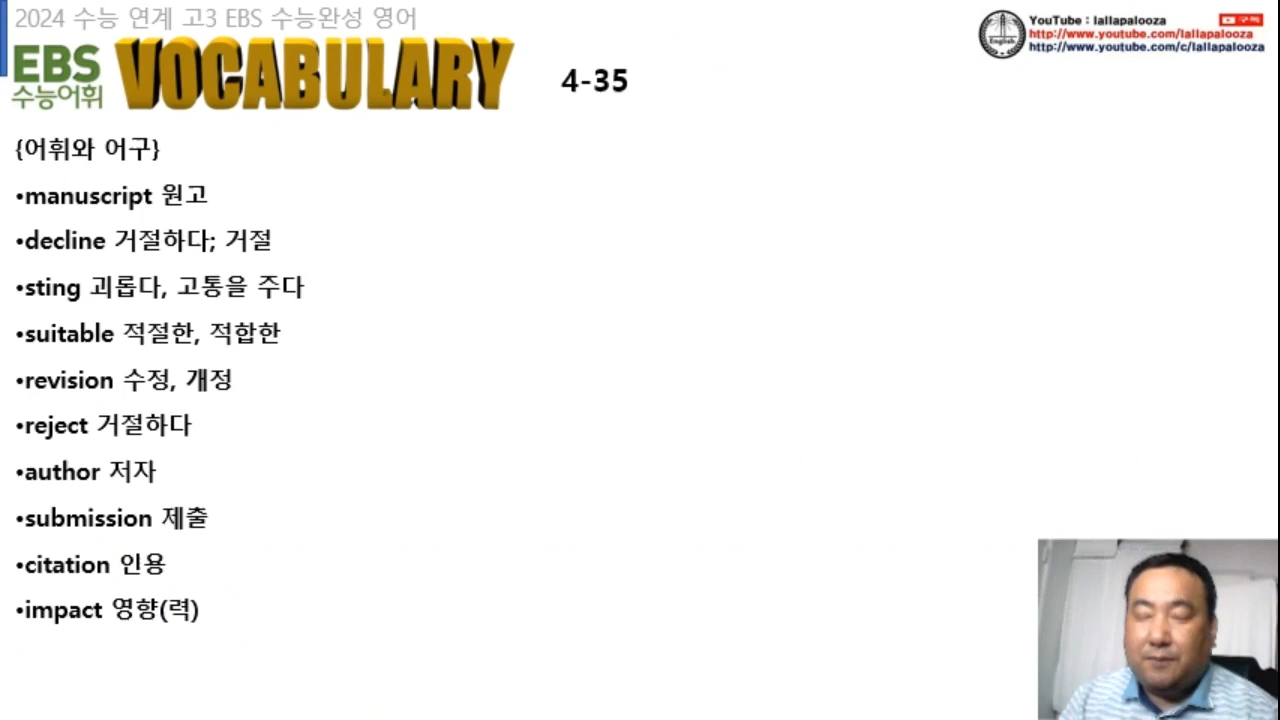 2024 수능 연계 고3 EBS 수능완성 영어
EBS
수능어휘
VOCABULARY
4-35
YouTube : lallapalooza
구독
http://www.youtube.com/lallapalooza
http://www.youtube.com/c/lallapalooza
English
{어휘와 어구}
•manuscript 원고
•decline 거절하다; 거절
•sting 괴롭다, 고통을 주다
•suitable 적절한, 적합한
•revision 수정, 개정
•reject 거절하다
•author 저자
•submission 제출
•citation 인용
•impact 영향(력)